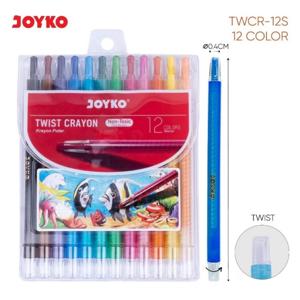 JOYKO
TWCR-12S
12 COLOR
Ø0.4CM
JOYKO
TWIST CRAYON
Krayon Putar
Non-Toxic
12 COLORS
TWIST